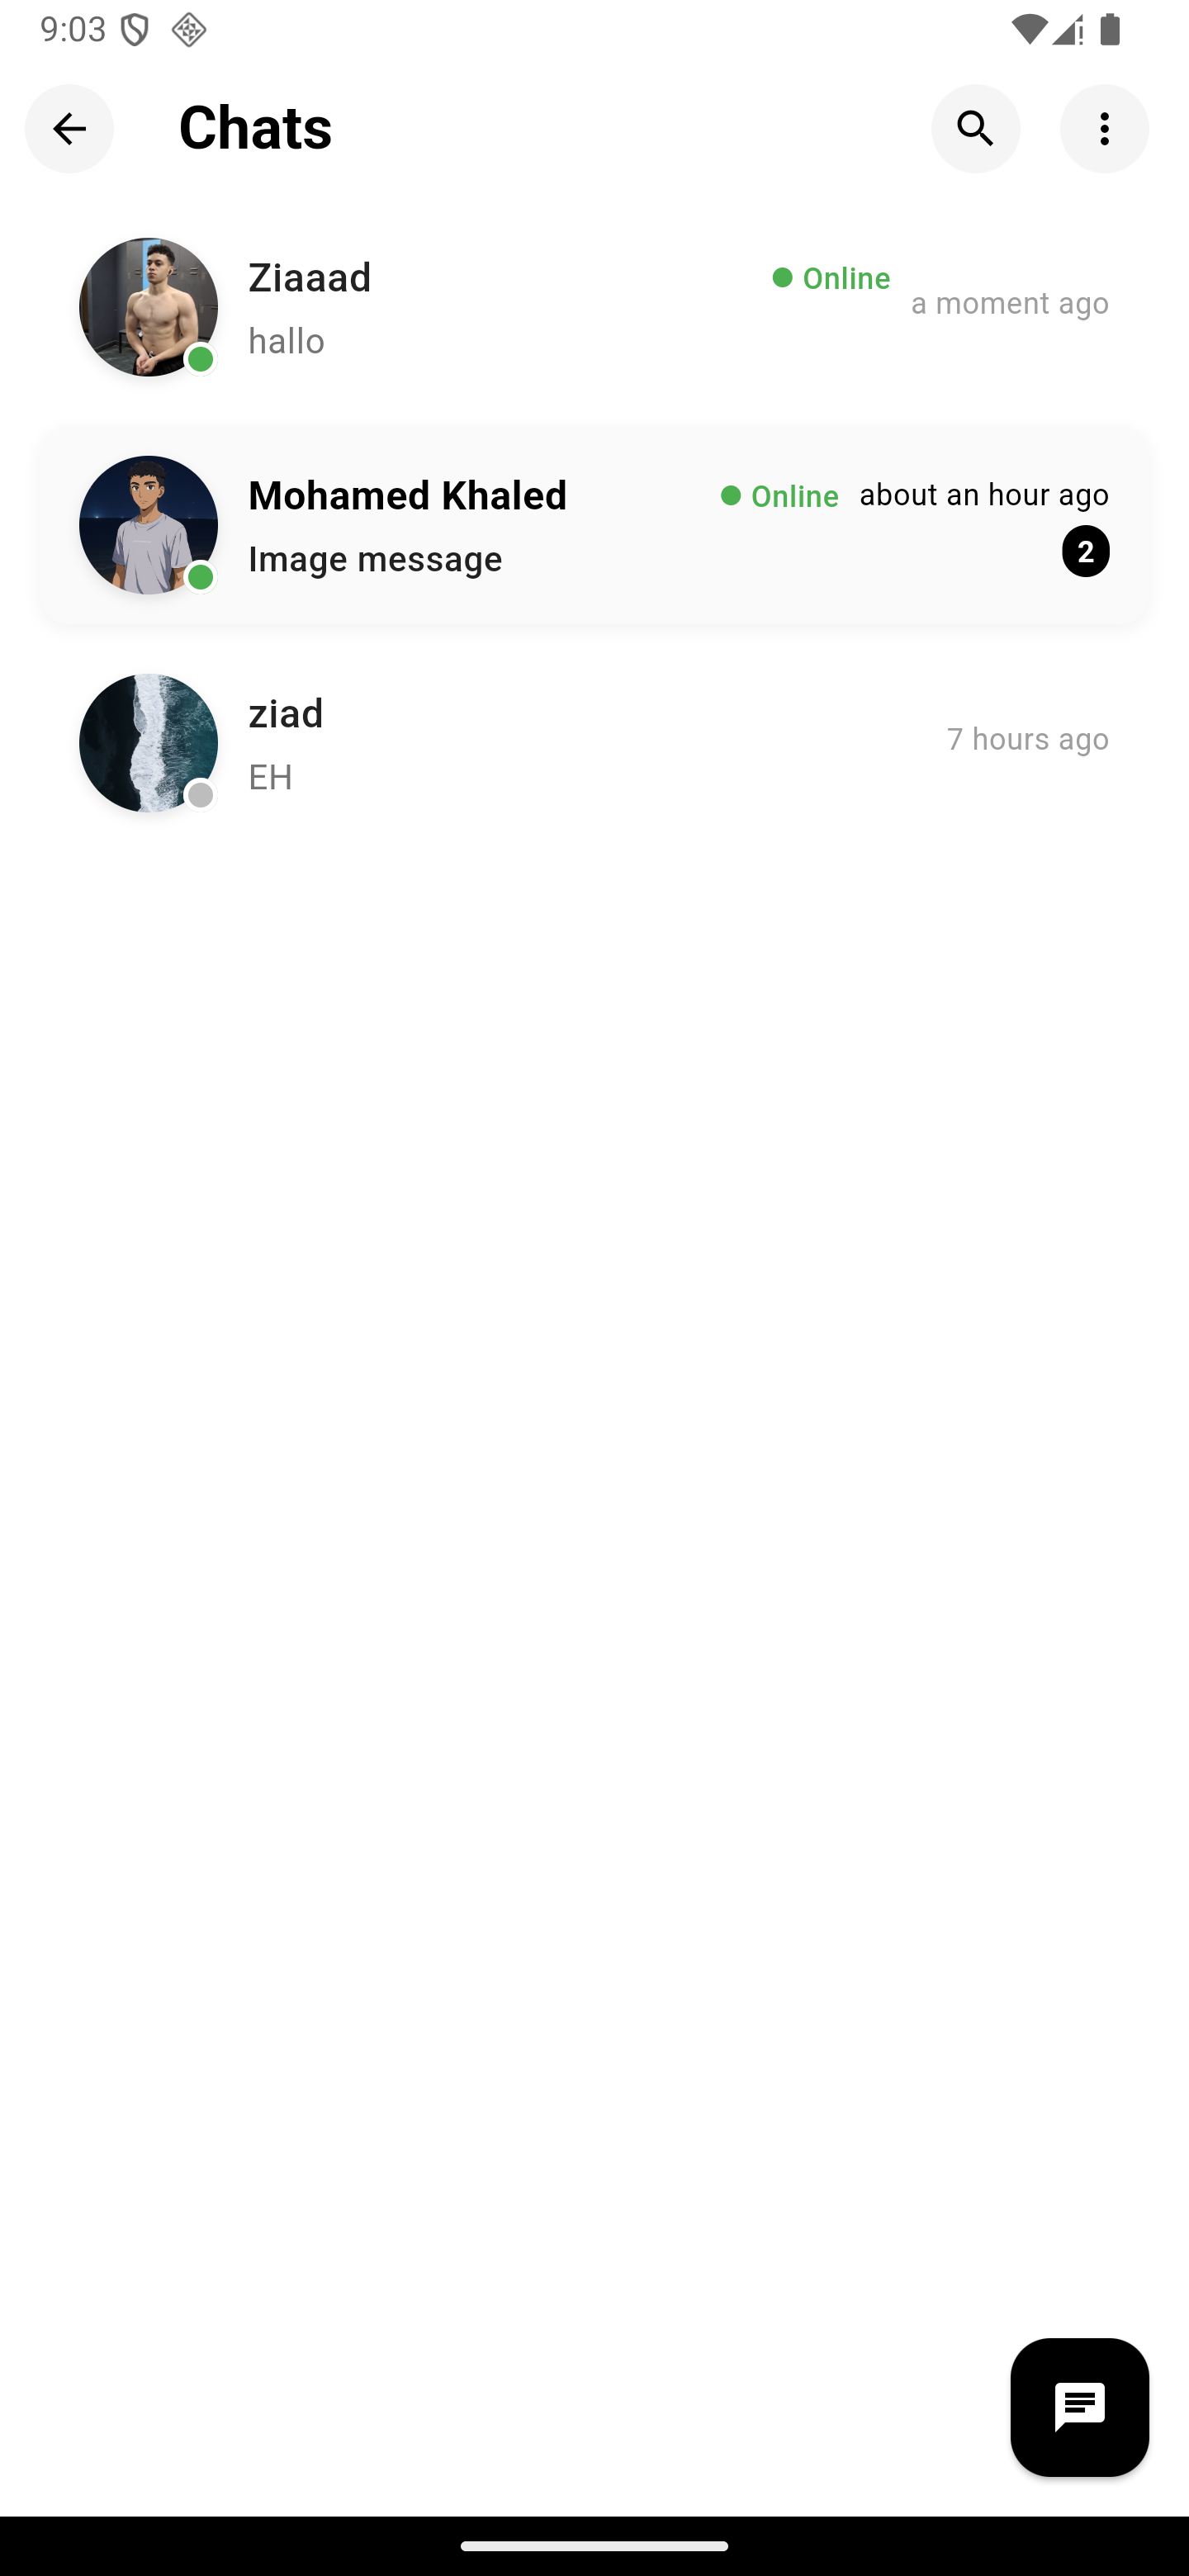 9:03
Chats
Ziaaad
Online
a moment ago
hallo
Mohamed Khaled
Online
about an hour ago
Image message
2
ziad
7 hours ago
EH